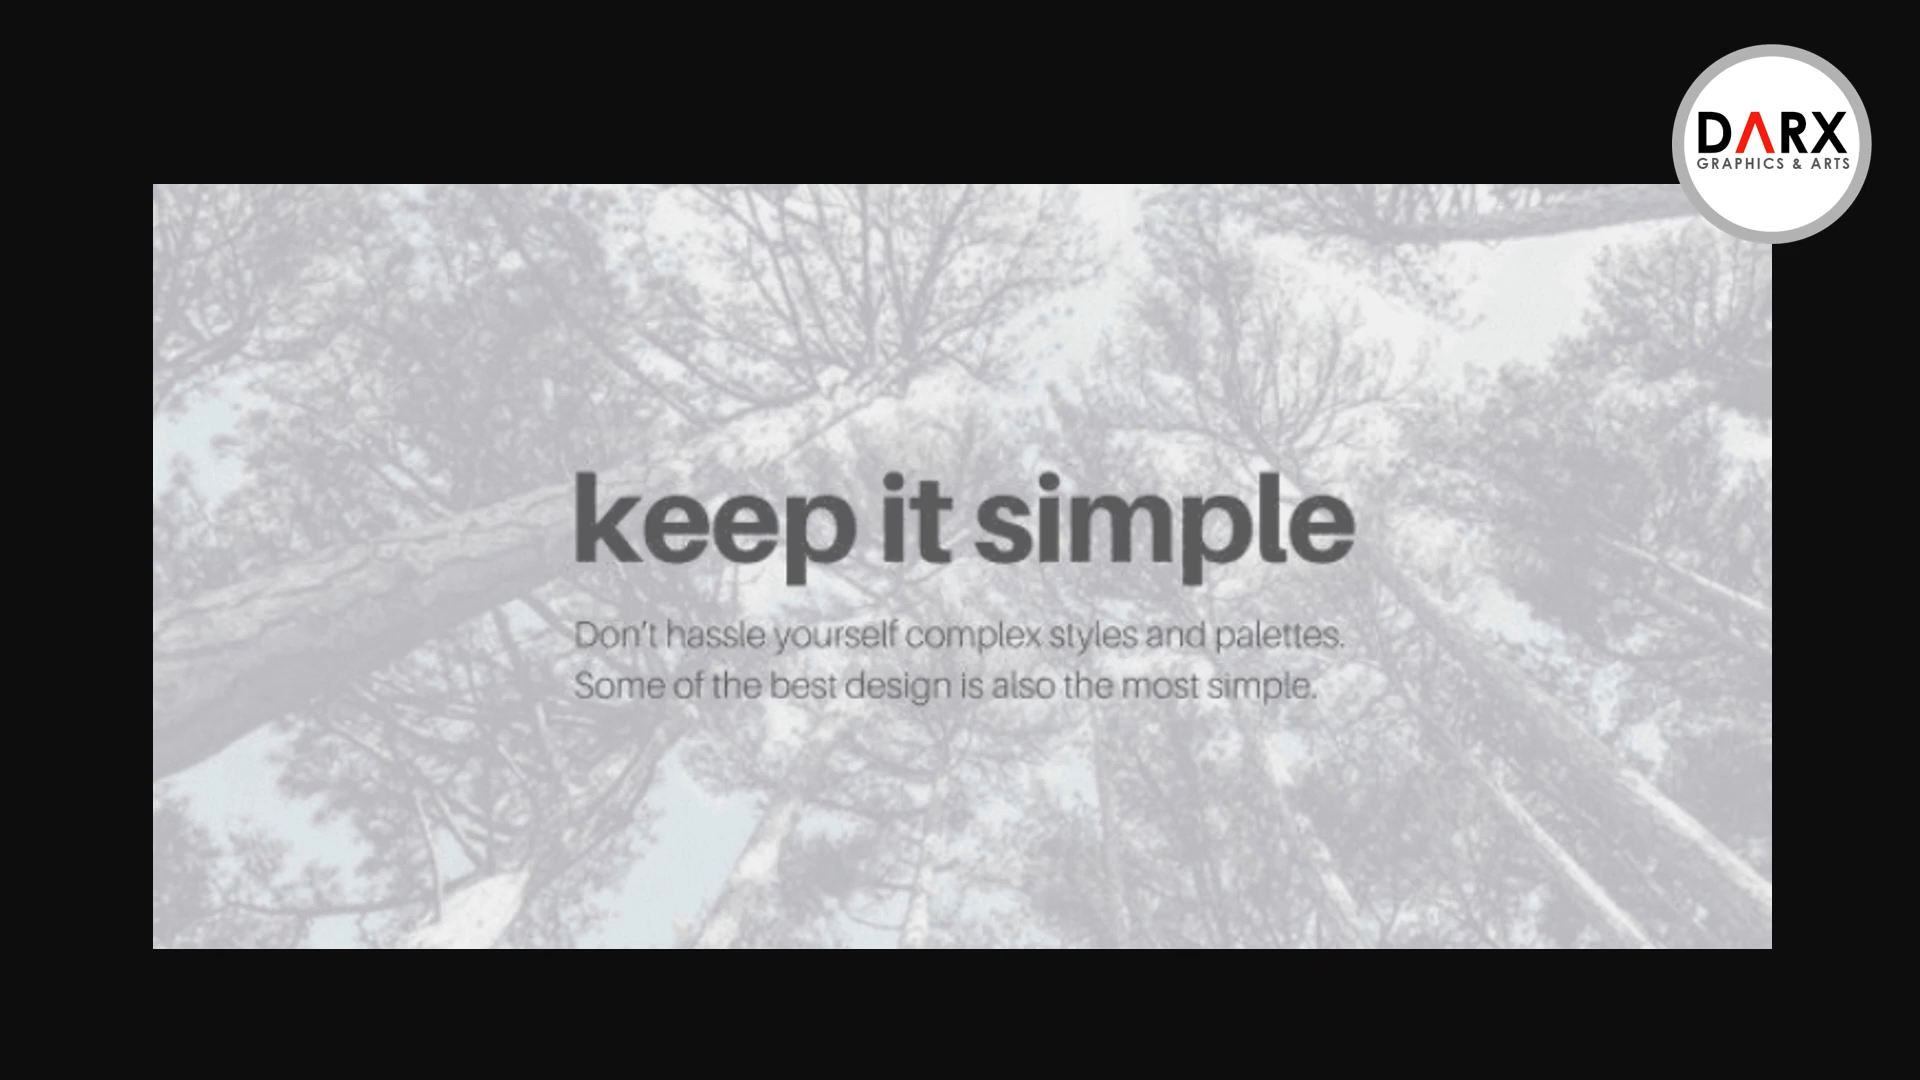 DARX
GRAPHICS & ARTS
keep it simple
Don't hassle yourself complex styles and palettes.
Some of the best design is also the most simple.